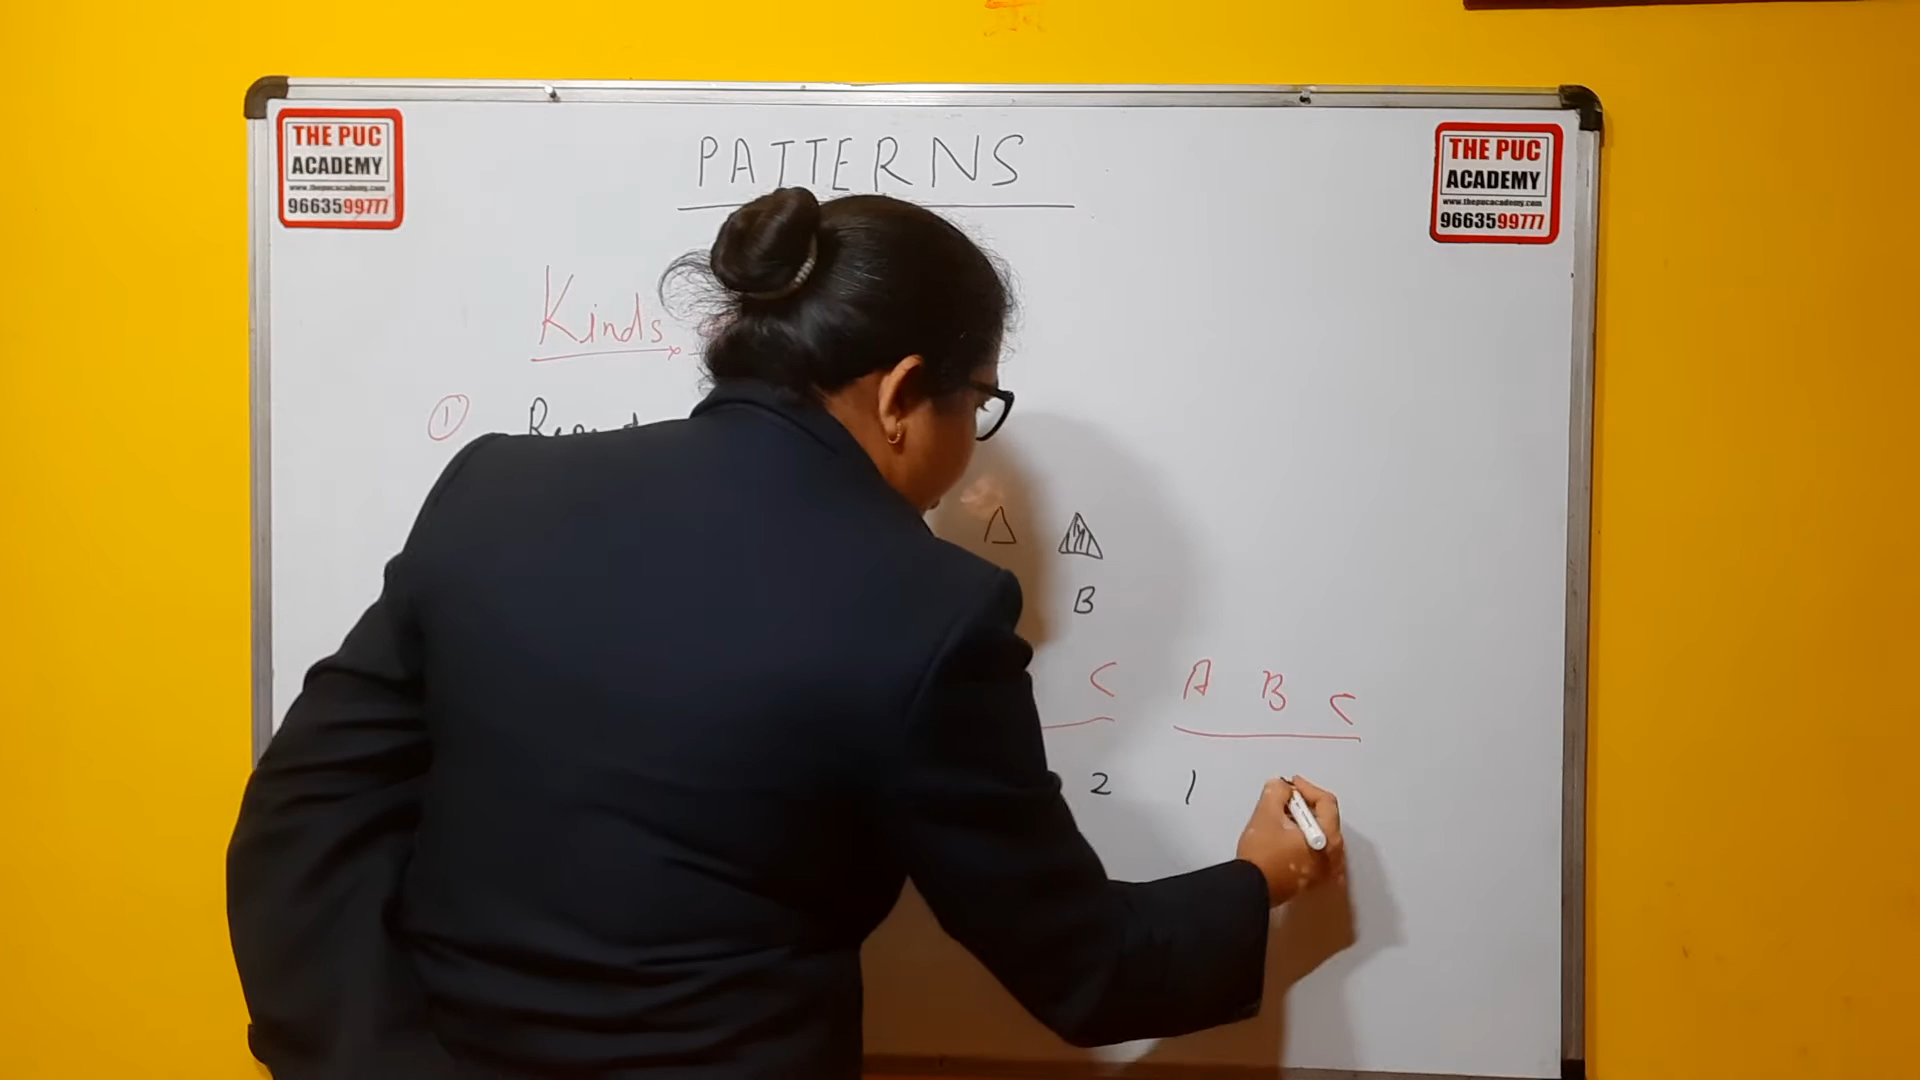 THE PUC
ACADEMY
www.thepucacademy.com
9663599777
PATTERNS
THE PUC
ACADEMY
www.thepucacademy.com
9663599777
Kinds
1
B
C A B C
2 1